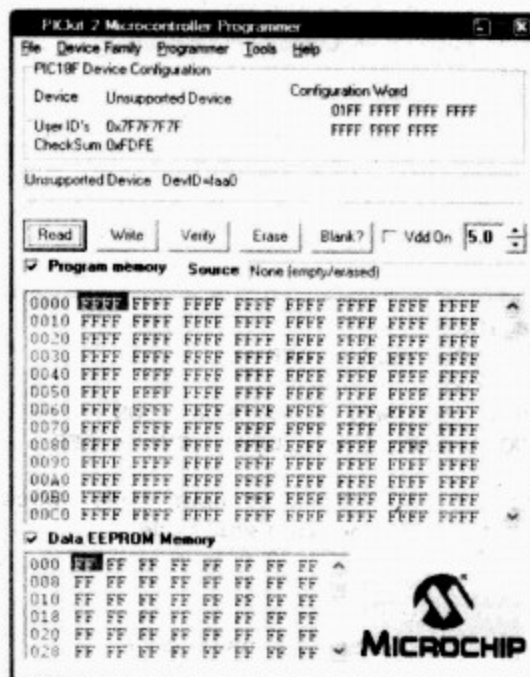 PICkit 2 Microcontroller Programmer
File Device Family Programmer Tools Help
PIC18F Device Configuration
Device Unsupported Device
User ID's 0x7F7F7F7F
CheckSum 0xFDFE
Configuration Word
01FF FFFF FFFF FFFF
FFFF FFFF FFFF
Unsupported Device DevID=faa0
Read Write Verify Erase Blank? Vdd On 5.0
Program memory Source None (empty/erased)
0000 FFFF FFFF FFFF FFFF FFFF FFFF FFFF FFFF
0010 FFFF FFFF FFFF FFFF FFFF FFFF FFFF FFFF
0020 FFFF FFFF FFFF FFFF FFFF FFFF FFFF FFFF
0030 FFFF FFFF FFFF FFFF FFFF FFFF FFFF FFFF
0040 FFFF FFFF FFFF FFFF FFFF FFFF FFFF FFFF
0050 FFFF FFFF FFFF FFFF FFFF FFFF FFFF FFFF
0060 FFFF FFFF FFFF FFFF FFFF FFFF FFFF FFFF
0070 FFFF FFFF FFFF FFFF FFFF FFFF FFFF FFFF
0080 FFFF FFFF FFFF FFFF FFFF FFFF FFFF FFFF
0090 FFFF FFFF FFFF FFFF FFFF FFFF FFFF FFFF
00A0 FFFF FFFF FFFF FFFF FFFF FFFF FFFF FFFF
00B0 FFFF FFFF FFFF FFFF FFFF FFFF FFFF FFFF
00C0 FFFF FFFF FFFF FFFF FFFF FFFF FFFF FFFF
Data EEPROM Memory
000 FF FF FF FF FF FF FF FF
008 FF FF FF FF FF FF FF FF
010 FF FF FF FF FF FF FF FF
018 FF FF FF FF FF FF FF FF
020 FF FF FF FF FF FF FF FF
028 FF FF FF FF FF FF FF FF
MICROCHIP